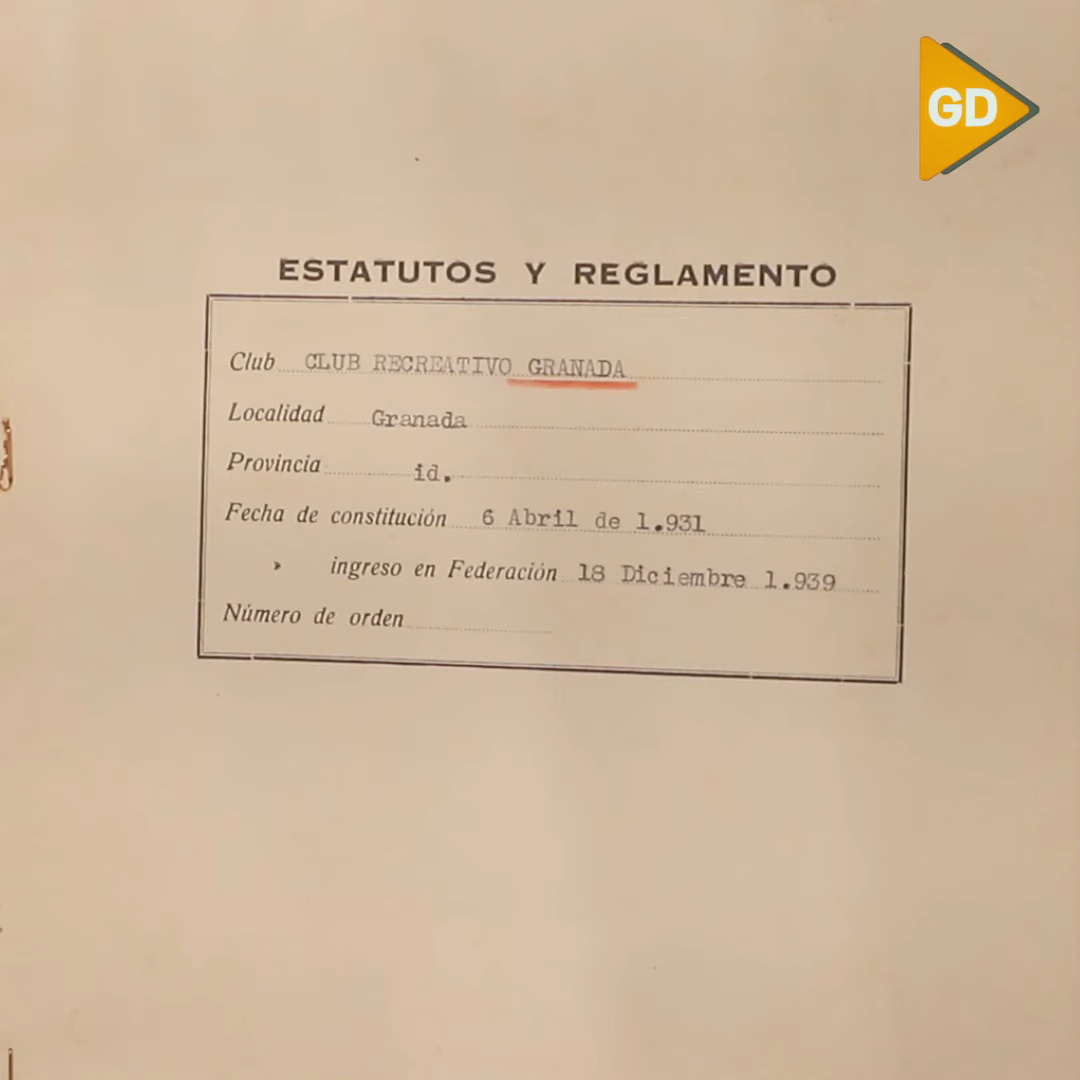 GD
ESTATUTOS Y REGLAMENTO
Club CLUB RECREATIVO GRANADA
Localidad Granada
Provincia id.
Fecha de constitución 6 Abril de 1.931
» ingreso en Federación 18 Diciembre 1.939
Número de orden